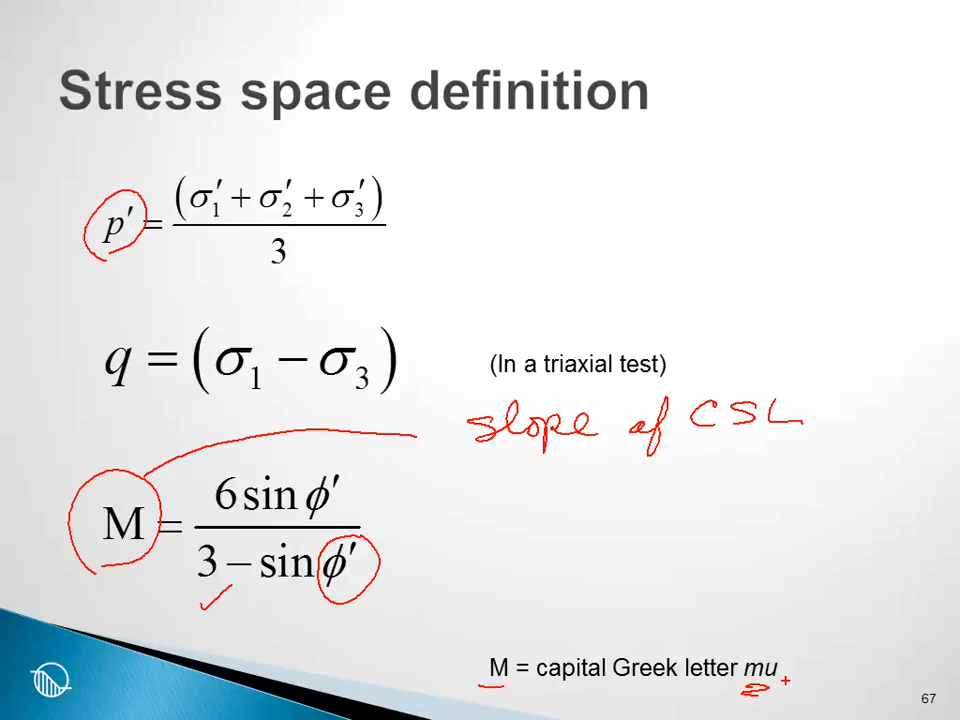 Stress space definition
p′ = (σ′₁ + σ′₂ + σ′₃) / 3
q = (σ₁ − σ₃)
(In a triaxial test)
slope of CSL
M = 6 sin ϕ′ / 3 − sin ϕ′
M = capital Greek letter mu
67